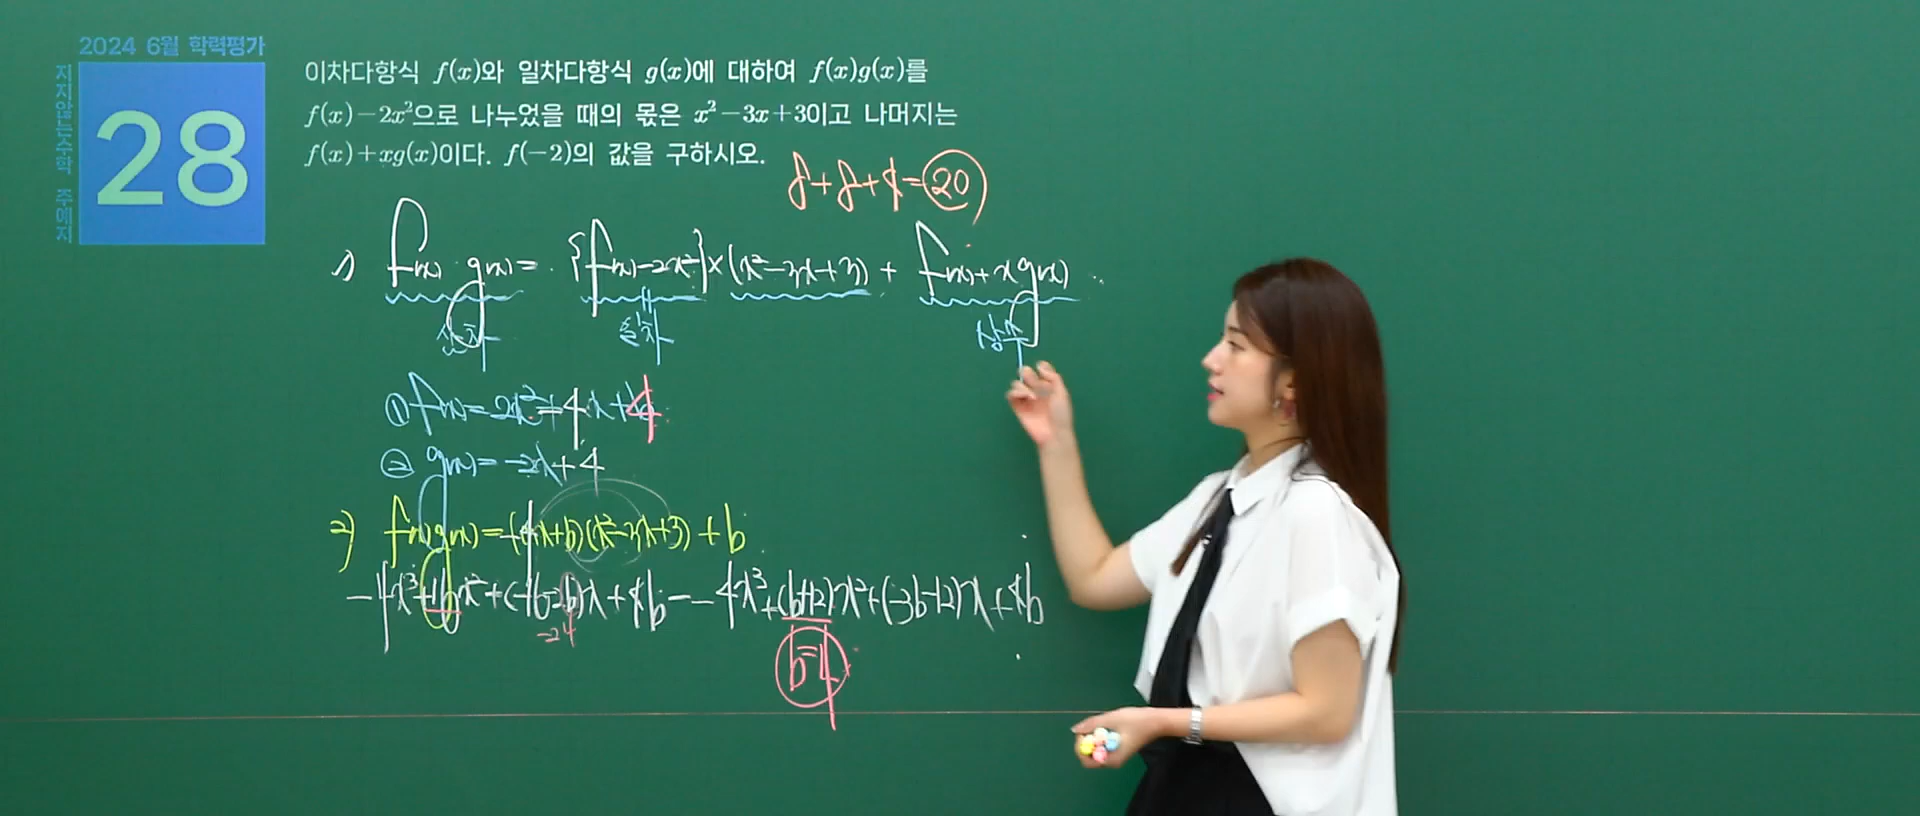 2024 6월 학력평가
지지않는수학 주예지
28
이차다항식 f(x)와 일차다항식 g(x)에 대하여 f(x)g(x)를
f(x)-2x²으로 나누었을 때의 몫은 x²-3x+3이고 나머지는
f(x)+xg(x)이다. f(-2)의 값을 구하시오.
8+8+4=20
1) f(x)g(x)= {f(x)-2x²}×(x²-3x+3) + f(x)+xg(x)
삼차 일차 상수
① f(x)=2x²-4x+4
② g(x)=-2x+4
2) f(x)g(x)=(-4x+b)(x²-3x+3)+b
-4x³+16x²+(-16-2b)x+4b=-4x³+(b+12)x²+(-3b-12)x+4b
-24
b=4